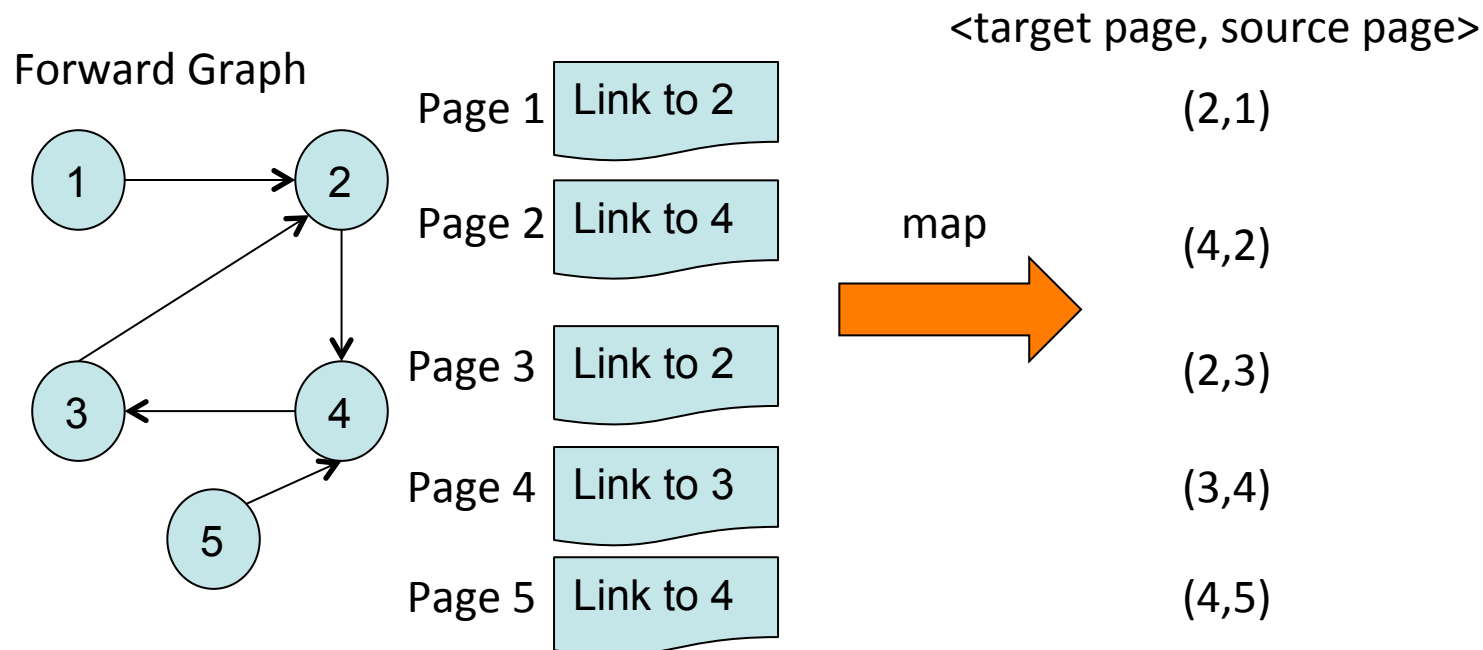 <target page, source page>
Forward Graph
1
2
3
4
5
Page 1
Link to 2
Page 2
Link to 4
Page 3
Link to 2
Page 4
Link to 3
Page 5
Link to 4
map
(2,1)
(4,2)
(2,3)
(3,4)
(4,5)